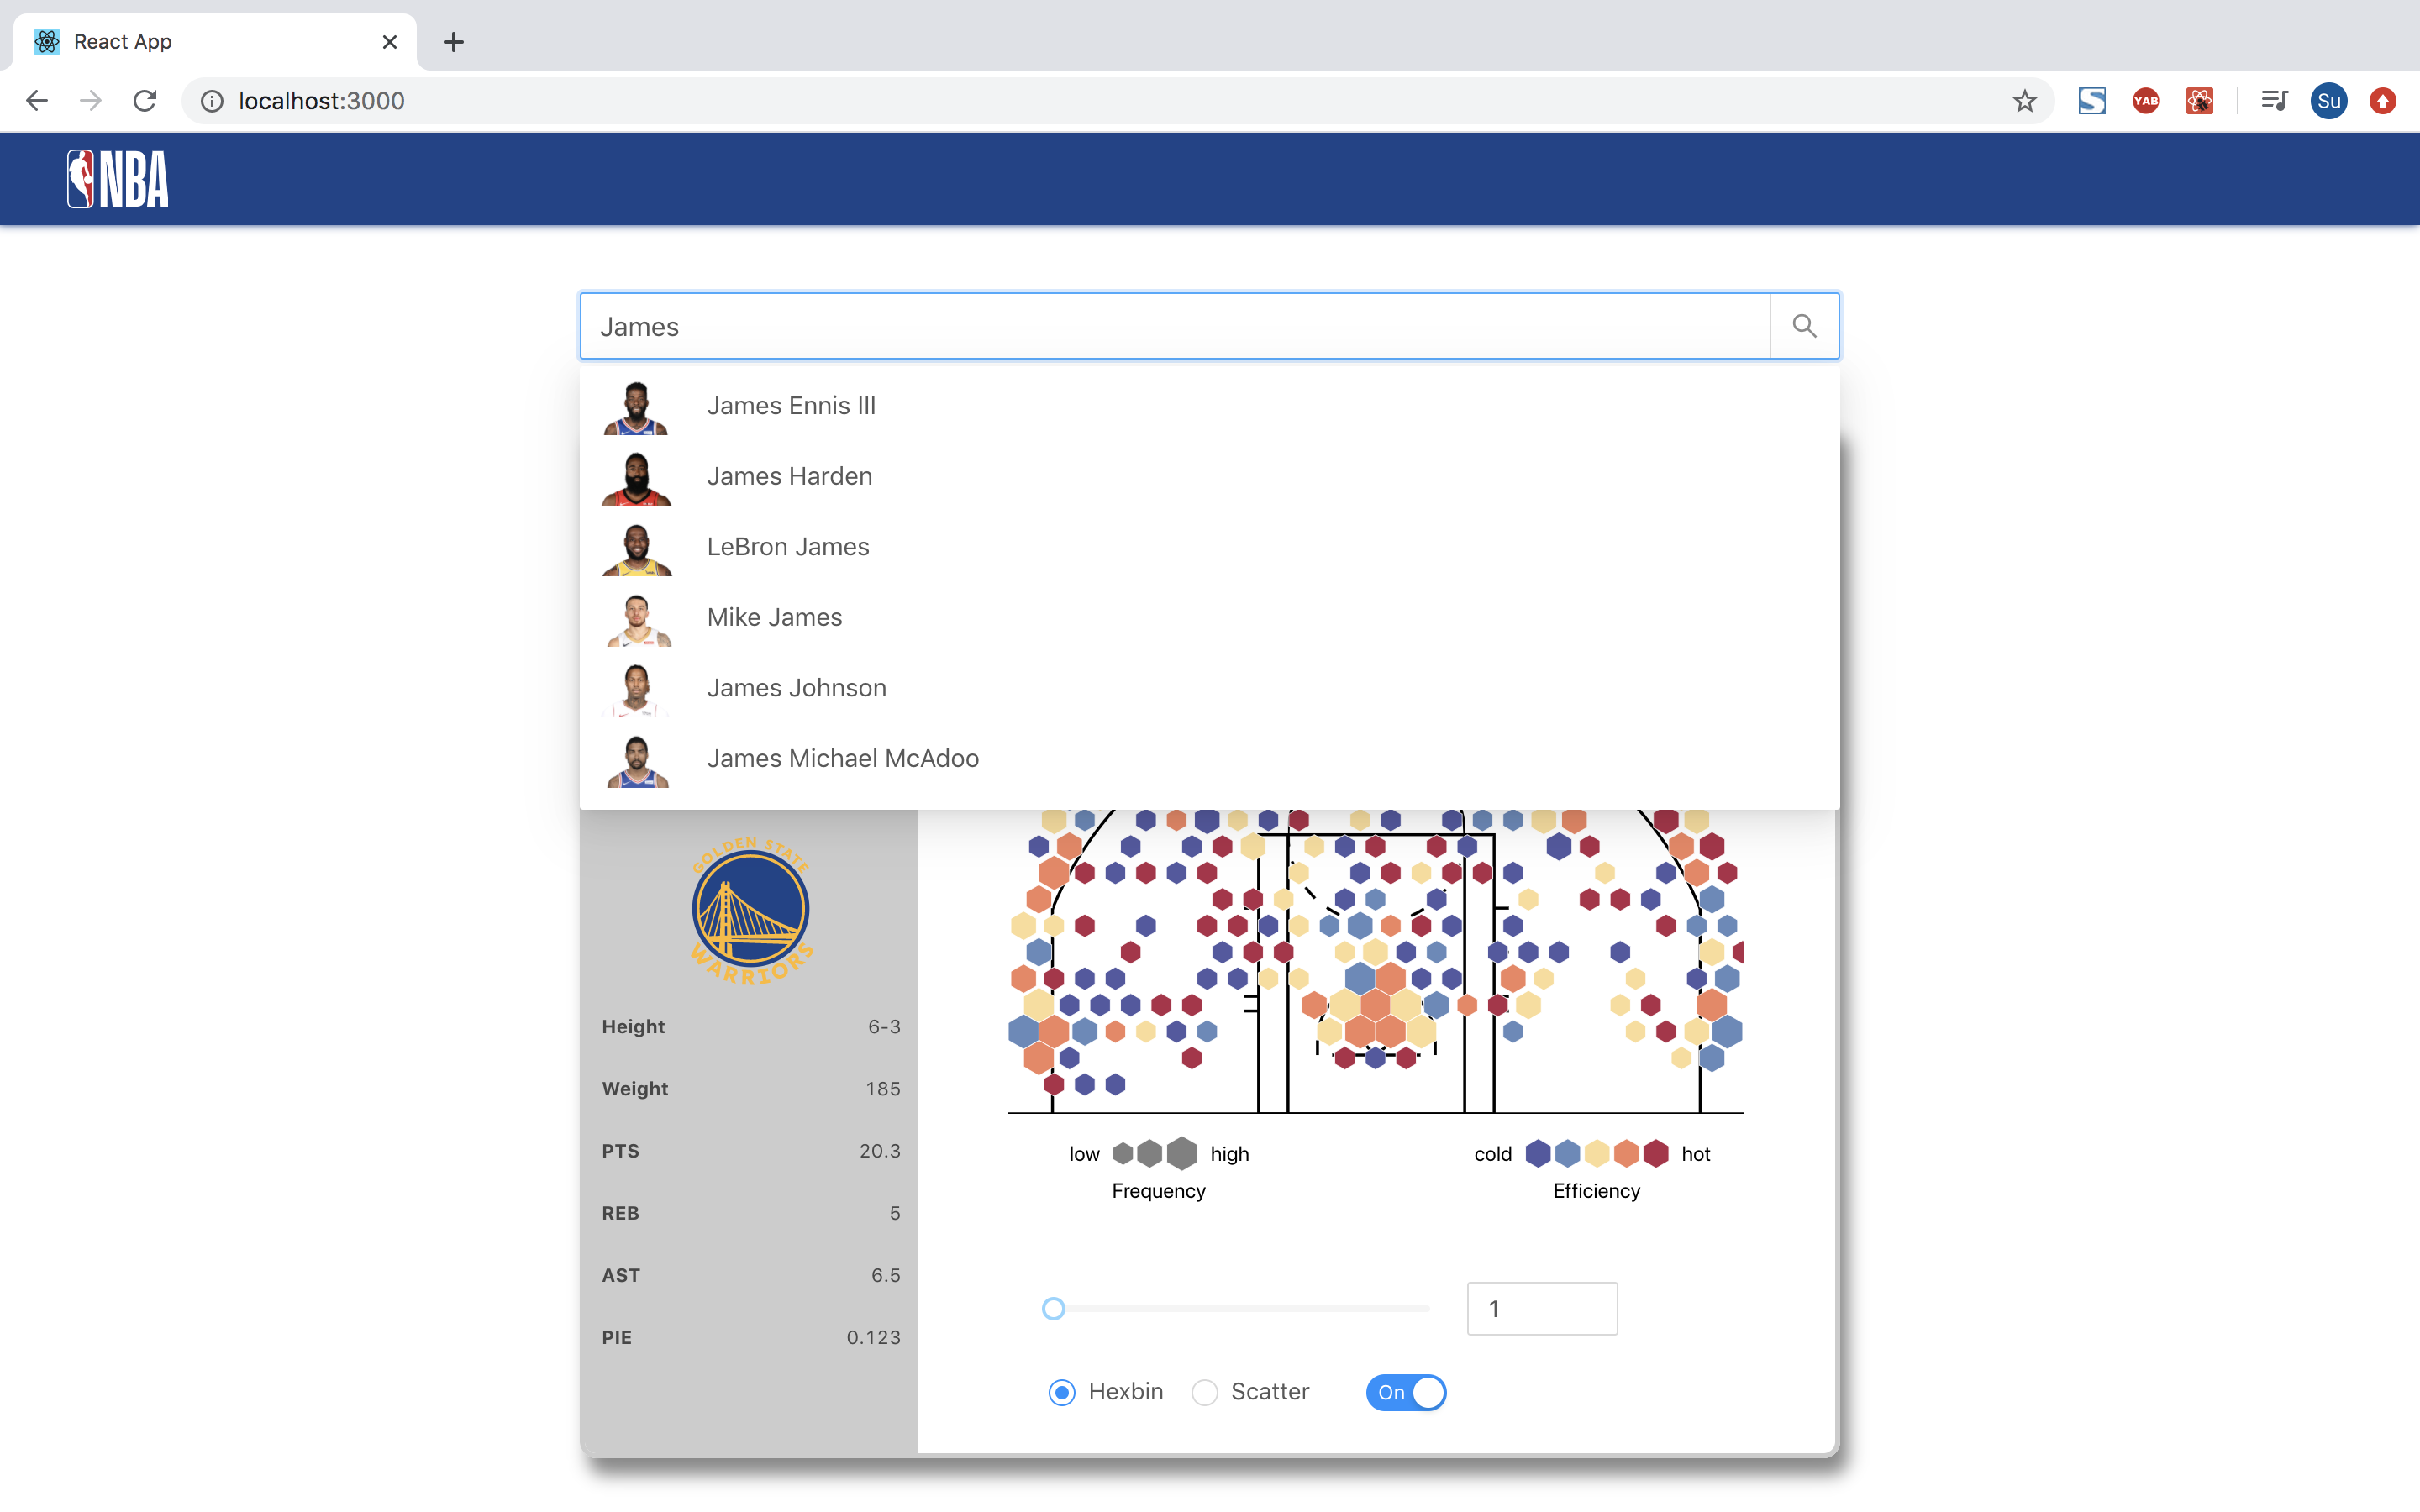 React App
localhost:3000
YAB
Su
NBA
James
James Ennis III
James Harden
LeBron James
Mike James
James Johnson
James Michael McAdoo
GOLDEN STATE
WARRIORS
Height 6-3
Weight 185
PTS 20.3
REB 5
AST 6.5
PIE 0.123
low high
Frequency
cold hot
Efficiency
1
Hexbin Scatter On